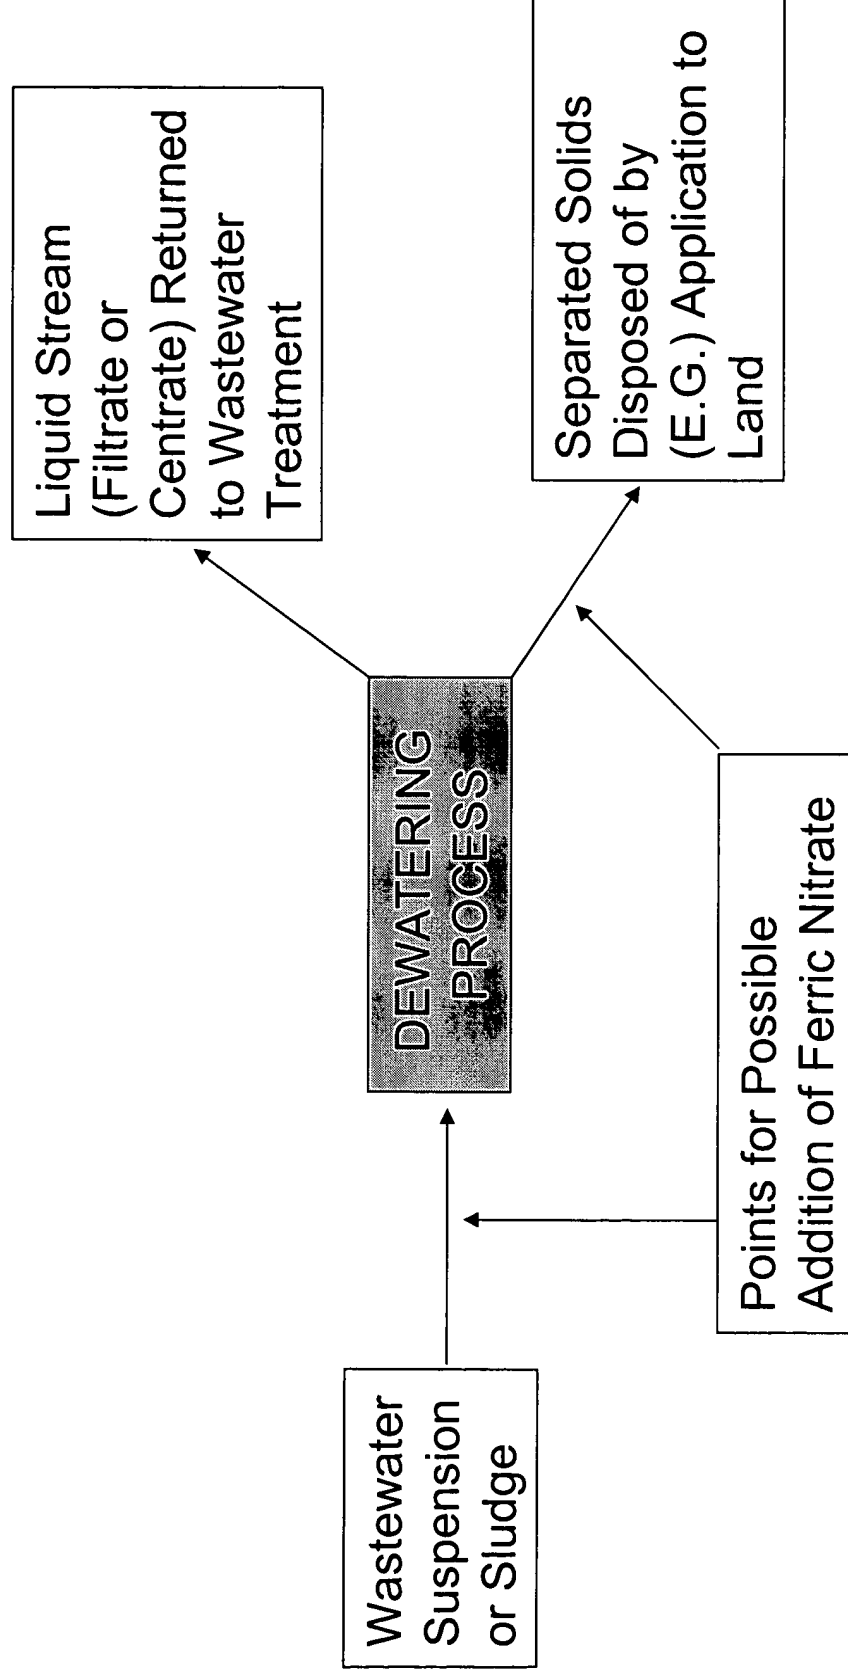 Wastewater
Suspension
or Sludge
DEWATERING
PROCESS
Liquid Stream
(Filtrate or
Centrate) Returned
to Wastewater
Treatment
Separated Solids
Disposed of by
(E.G.) Application to
Land
Points for Possible
Addition of Ferric Nitrate